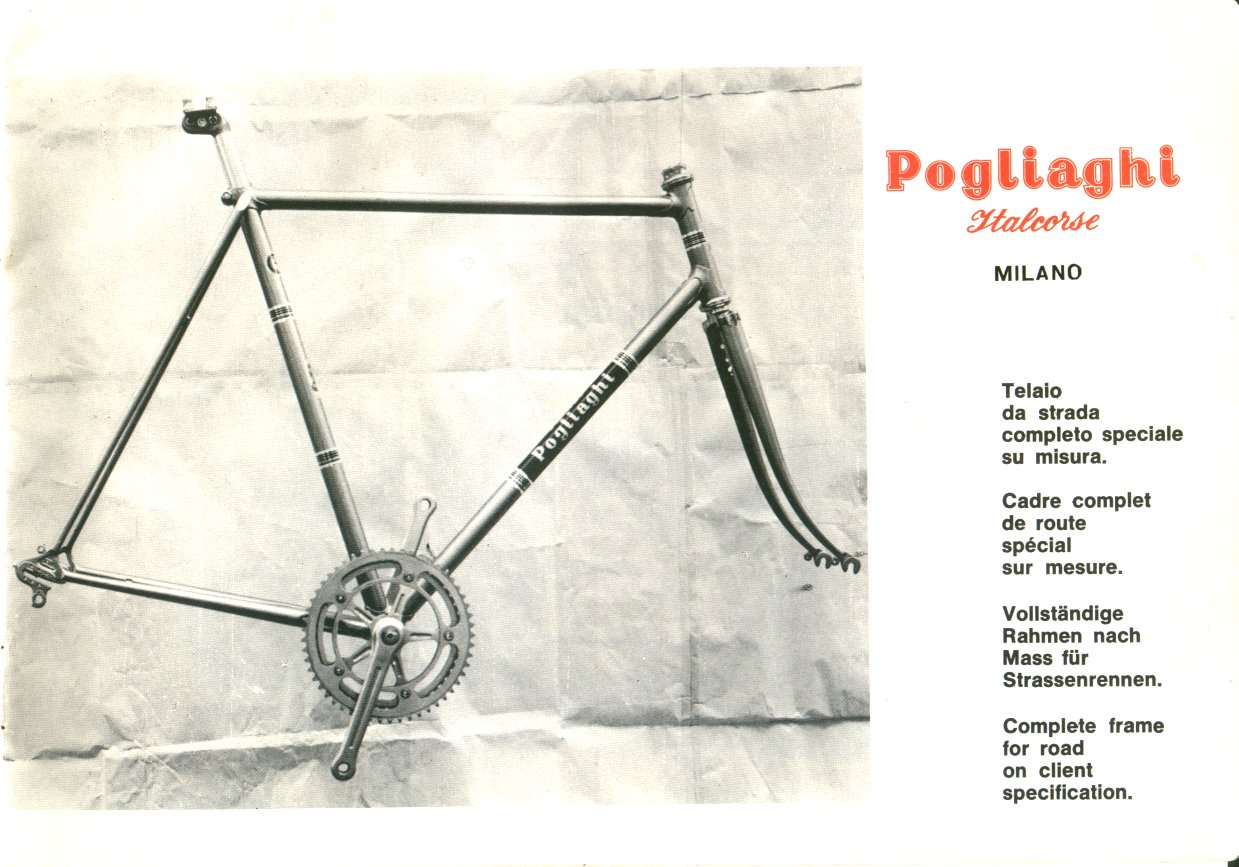 Pogliaghi
Italcorse
MILANO
Pogliaghi
Telaio
da strada
completo speciale
su misura.
Cadre complet
de route
spécial
sur mesure.
Vollständige
Rahmen nach
Mass für
Strassenrennen.
Complete frame
for road
on client
specification.